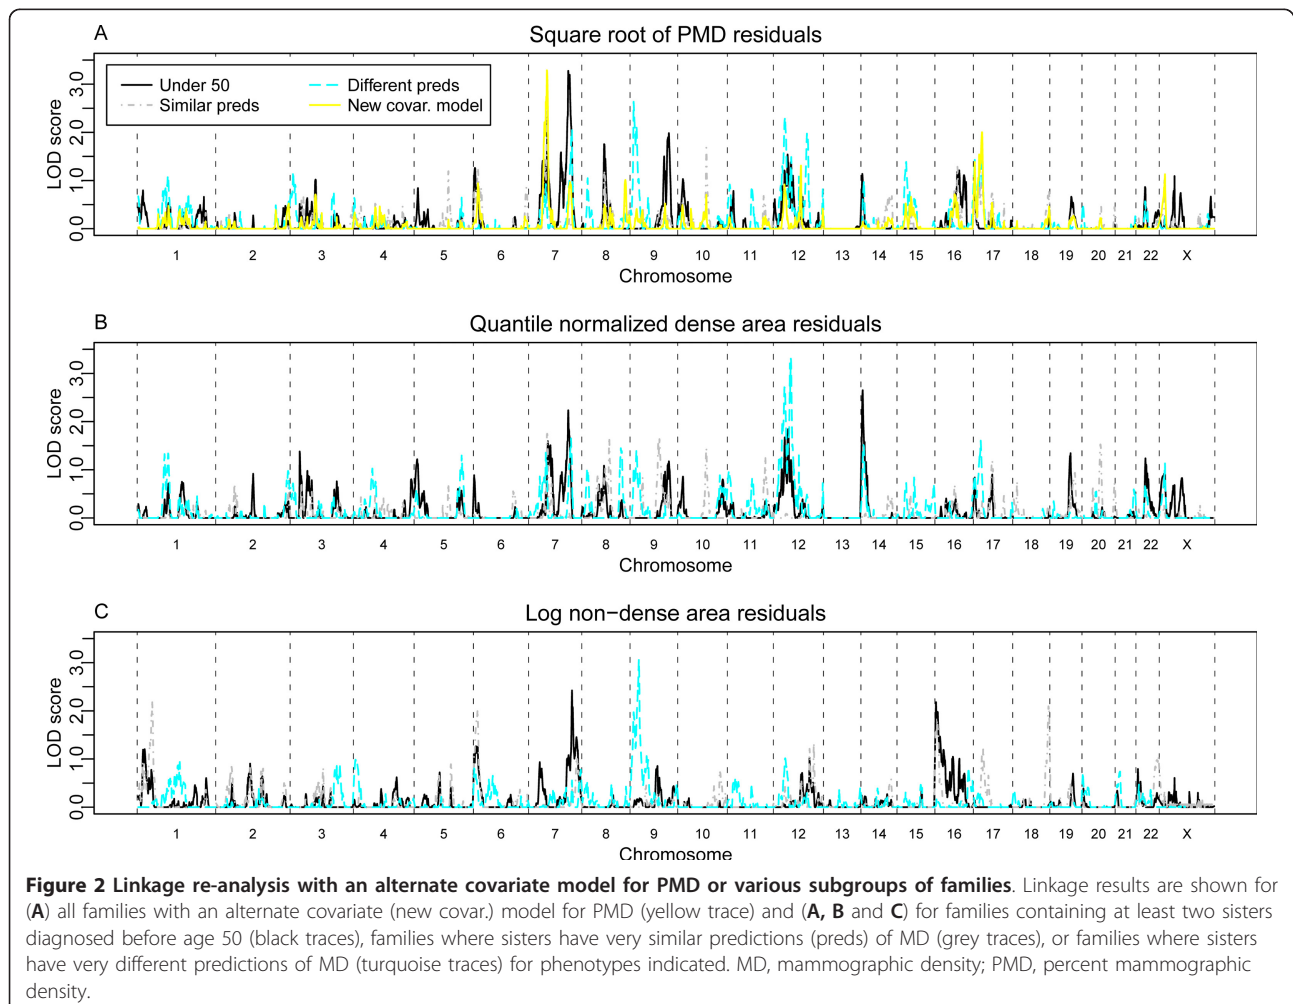 A
Square root of PMD residuals
Under 50
Different preds
Similar preds
New covar. model
LOD score
0.0 1.0 2.0 3.0
1 2 3 4 5 6 7 8 9 10 11 12 13 14 15 16 17 18 19 20 21 22 X
Chromosome
B
Quantile normalized dense area residuals
LOD score
0.0 1.0 2.0 3.0
1 2 3 4 5 6 7 8 9 10 11 12 13 14 15 16 17 18 19 20 21 22 X
Chromosome
C
Log non−dense area residuals
LOD score
0.0 1.0 2.0 3.0
1 2 3 4 5 6 7 8 9 10 11 12 13 14 15 16 17 18 19 20 21 22 X
Chromosome
Figure 2 Linkage re-analysis with an alternate covariate model for PMD or various subgroups of families. Linkage results are shown for
(A) all families with an alternate covariate (new covar.) model for PMD (yellow trace) and (A, B and C) for families containing at least two sisters
diagnosed before age 50 (black traces), families where sisters have very similar predictions (preds) of MD (grey traces), or families where sisters
have very different predictions of MD (turquoise traces) for phenotypes indicated. MD, mammographic density; PMD, percent mammographic
density.